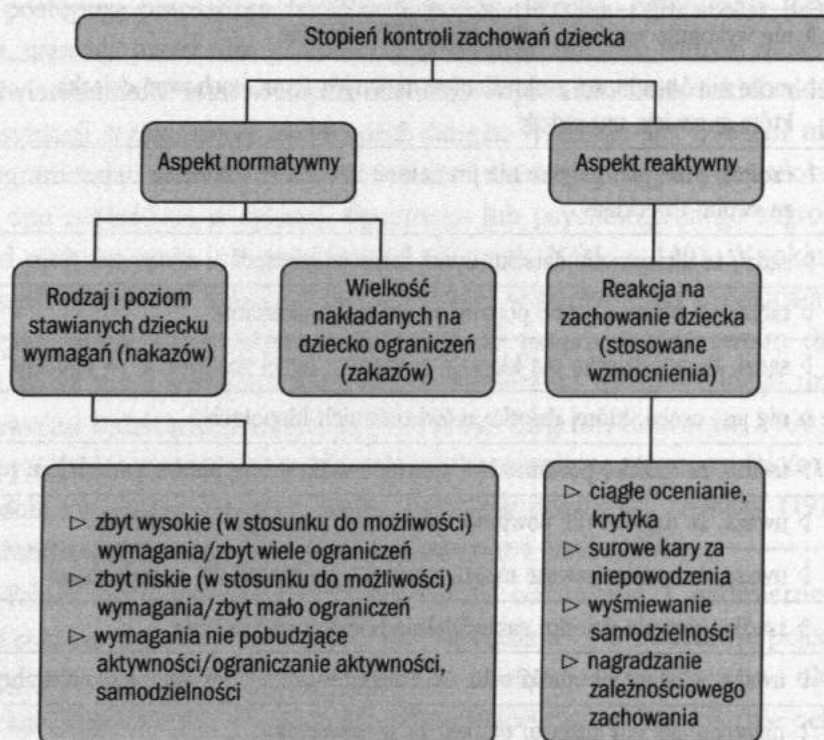 Stopień kontroli zachowań dziecka
Aspekt normatywny
Aspekt reaktywny
Rodzaj i poziom
stawianych dziecku
wymagań (nakazów)
Wielkość
nakładanych na
dziecko ograniczeń
(zakazów)
Reakcja na
zachowanie dziecka
(stosowane
wzmocnienia)
▷ zbyt wysokie (w stosunku do możliwości)
wymagania/zbyt wiele ograniczeń
▷ zbyt niskie (w stosunku do możliwości)
wymagania/zbyt mało ograniczeń
▷ wymagania nie pobudzjące
aktywności/ograniczanie aktywności,
samodzielności
▷ ciągłe ocenianie,
krytyka
▷ surowe kary za
niepowodzenia
▷ wyśmiewanie
samodzielności
▷ nagradzanie
zależnościowego
zachowania